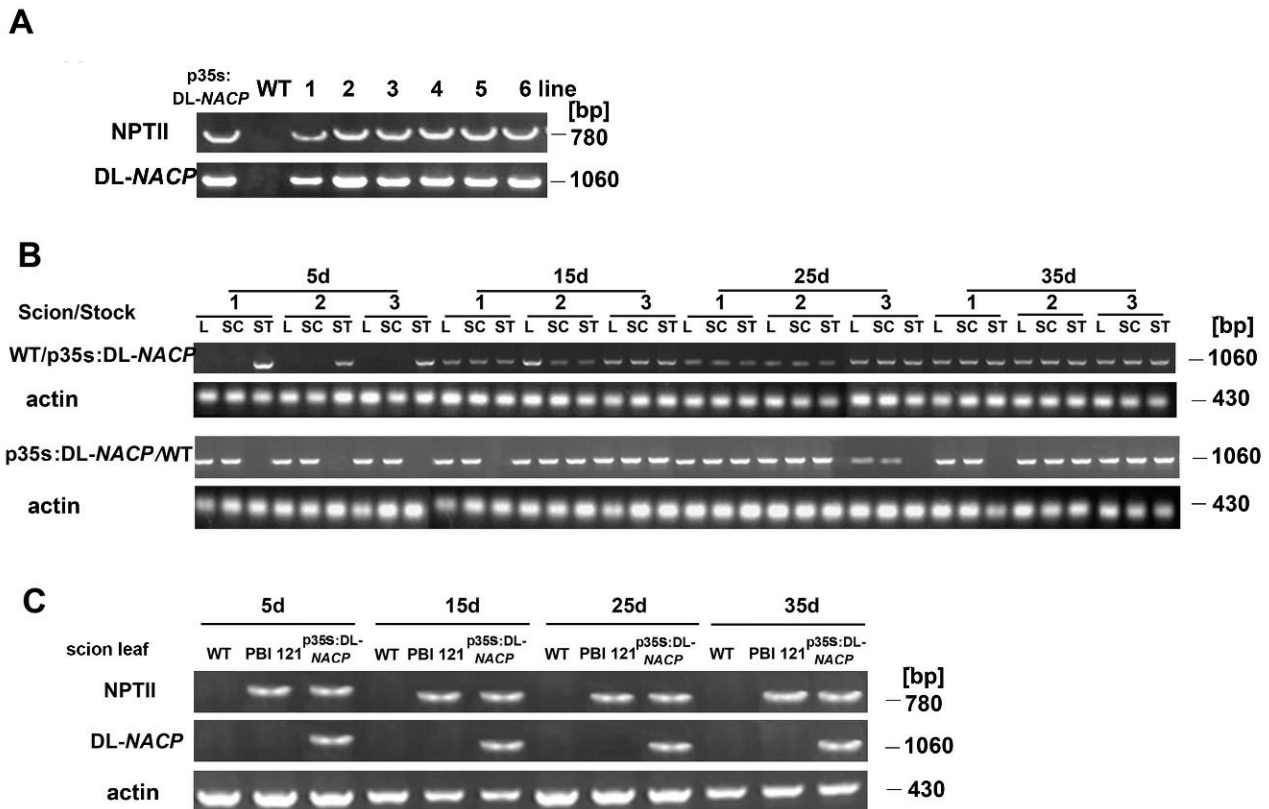 A
p35s:
DL-NACP WT 1 2 3 4 5 6 line
[bp]
NPTII 780
DL-NACP 1060
B
5d 15d 25d 35d
1 2 3 1 2 3 1 2 3 1 2 3
Scion/Stock
L SC ST L SC ST L SC ST L SC ST L SC ST L SC ST L SC ST L SC ST L SC ST L SC ST L SC ST L SC ST
[bp]
WT/p35s:DL-NACP 1060
actin 430
p35s:DL-NACP/WT 1060
actin 430
C
5d 15d 25d 35d
scion leaf WT PBI 121 p35S:DL-NACP WT PBI 121 p35s:DL-NACP WT PBI 121 p35s:DL-NACP WT PBI 121 p35s:DL-NACP
[bp]
NPTII 780
DL-NACP 1060
actin 430